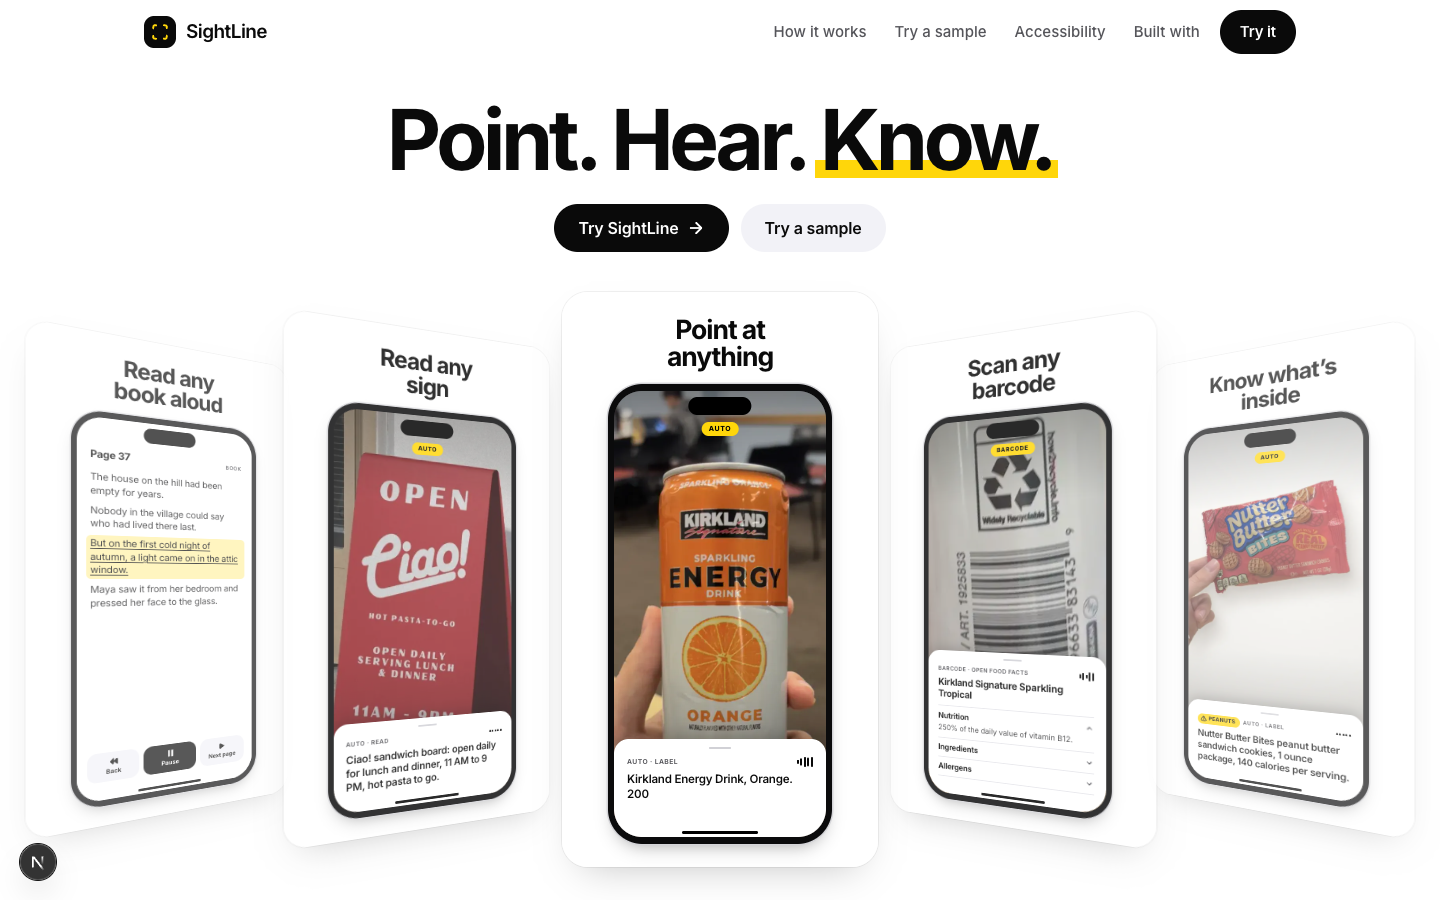 SightLine
How it works
Try a sample
Accessibility
Built with
Try it
Point. Hear. Know.
Try SightLine →
Try a sample
Read any
book aloud
Page 37
BOOK
The house on the hill had been
empty for years.
Nobody in the village could say
who had lived there last.
But on the first cold night of
autumn, a light came on in the attic
window.
Maya saw it from her bedroom and
pressed her face to the glass.
Back
Pause
Next page
Read any
sign
AUTO
OPEN
Ciao!
HOT PASTA-TO-GO
OPEN DAILY
SERVING LUNCH
& DINNER
11AM - 9PM
AUTO · READ
Ciao! sandwich board: open daily
for lunch and dinner, 11 AM to 9
PM, hot pasta to go.
Point at
anything
AUTO
SPARKLING ORANGE
KIRKLAND
Signature
SPARKLING
ENERGY
DRINK
ORANGE
AUTO · LABEL
Kirkland Energy Drink, Orange.
200
Scan any
barcode
BARCODE
how2recycle.info
Widely Recyclable
/ ART. 1925833
BARCODE · OPEN FOOD FACTS
Kirkland Signature Sparkling
Tropical
Nutrition
250% of the daily value of vitamin B12.
Ingredients
Allergens
Know what's
inside
AUTO
Nutter
Butter
BITES
REAL
PEANUTS
AUTO · LABEL
Nutter Butter Bites peanut butter
sandwich cookies, 1 ounce
package, 140 calories per serving.
N